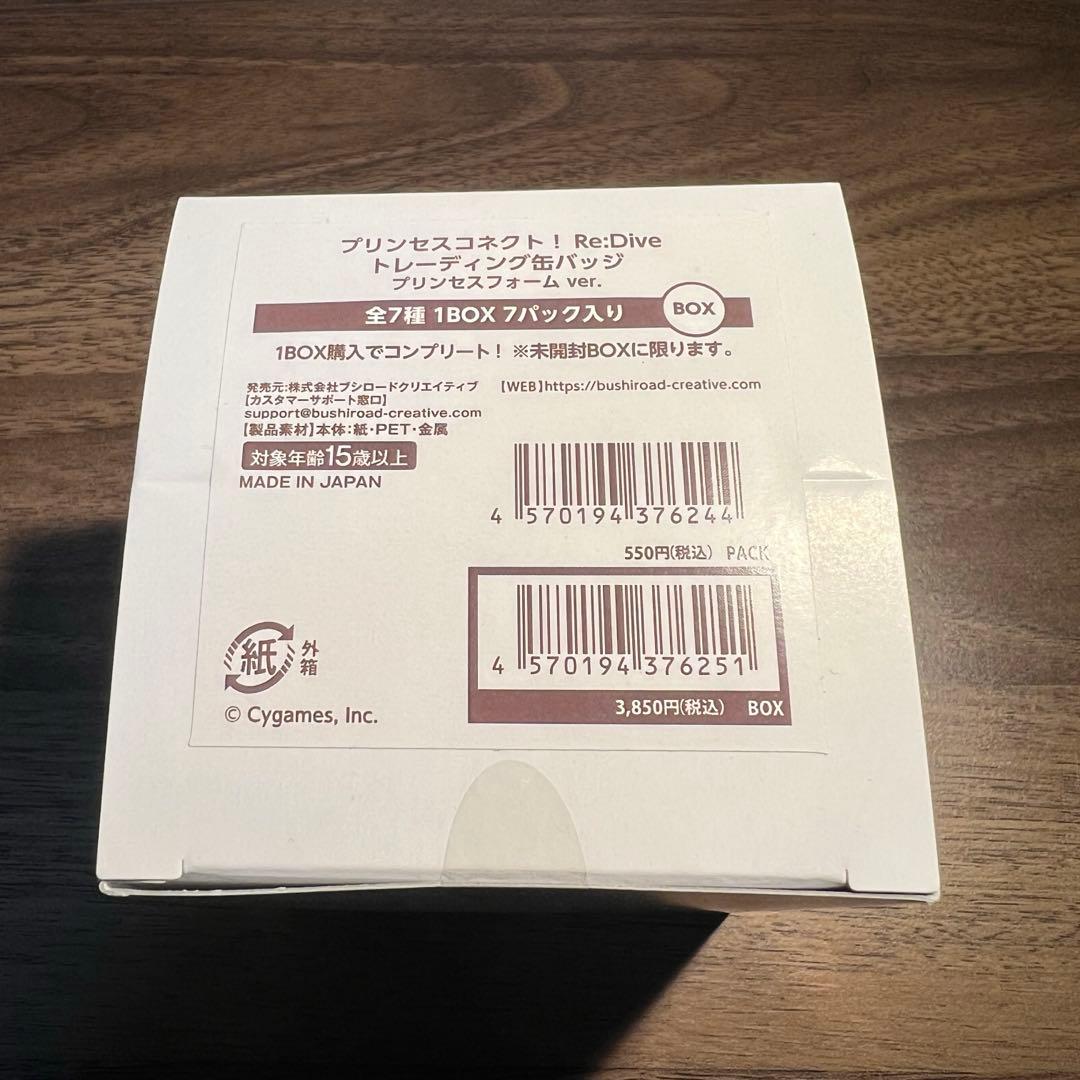 プリンセスコネクト！ Re:Dive
トレーディング缶バッジ
プリンセスフォーム ver.
全7種 1BOX 7パック入り
BOX
1BOX購入でコンプリート！ ※未開封BOXに限ります。
発売元:株式会社ブシロードクリエイティブ 【WEB】https://bushiroad-creative.com
【カスタマーサポート窓口】
support@bushiroad-creative.com
【製品素材】本体:紙・PET・金属
対象年齢15歳以上
MADE IN JAPAN
4 570194 376244
550円(税込) PACK
4 570194 376251
3,850円(税込) BOX
紙 外箱
© Cygames, Inc.